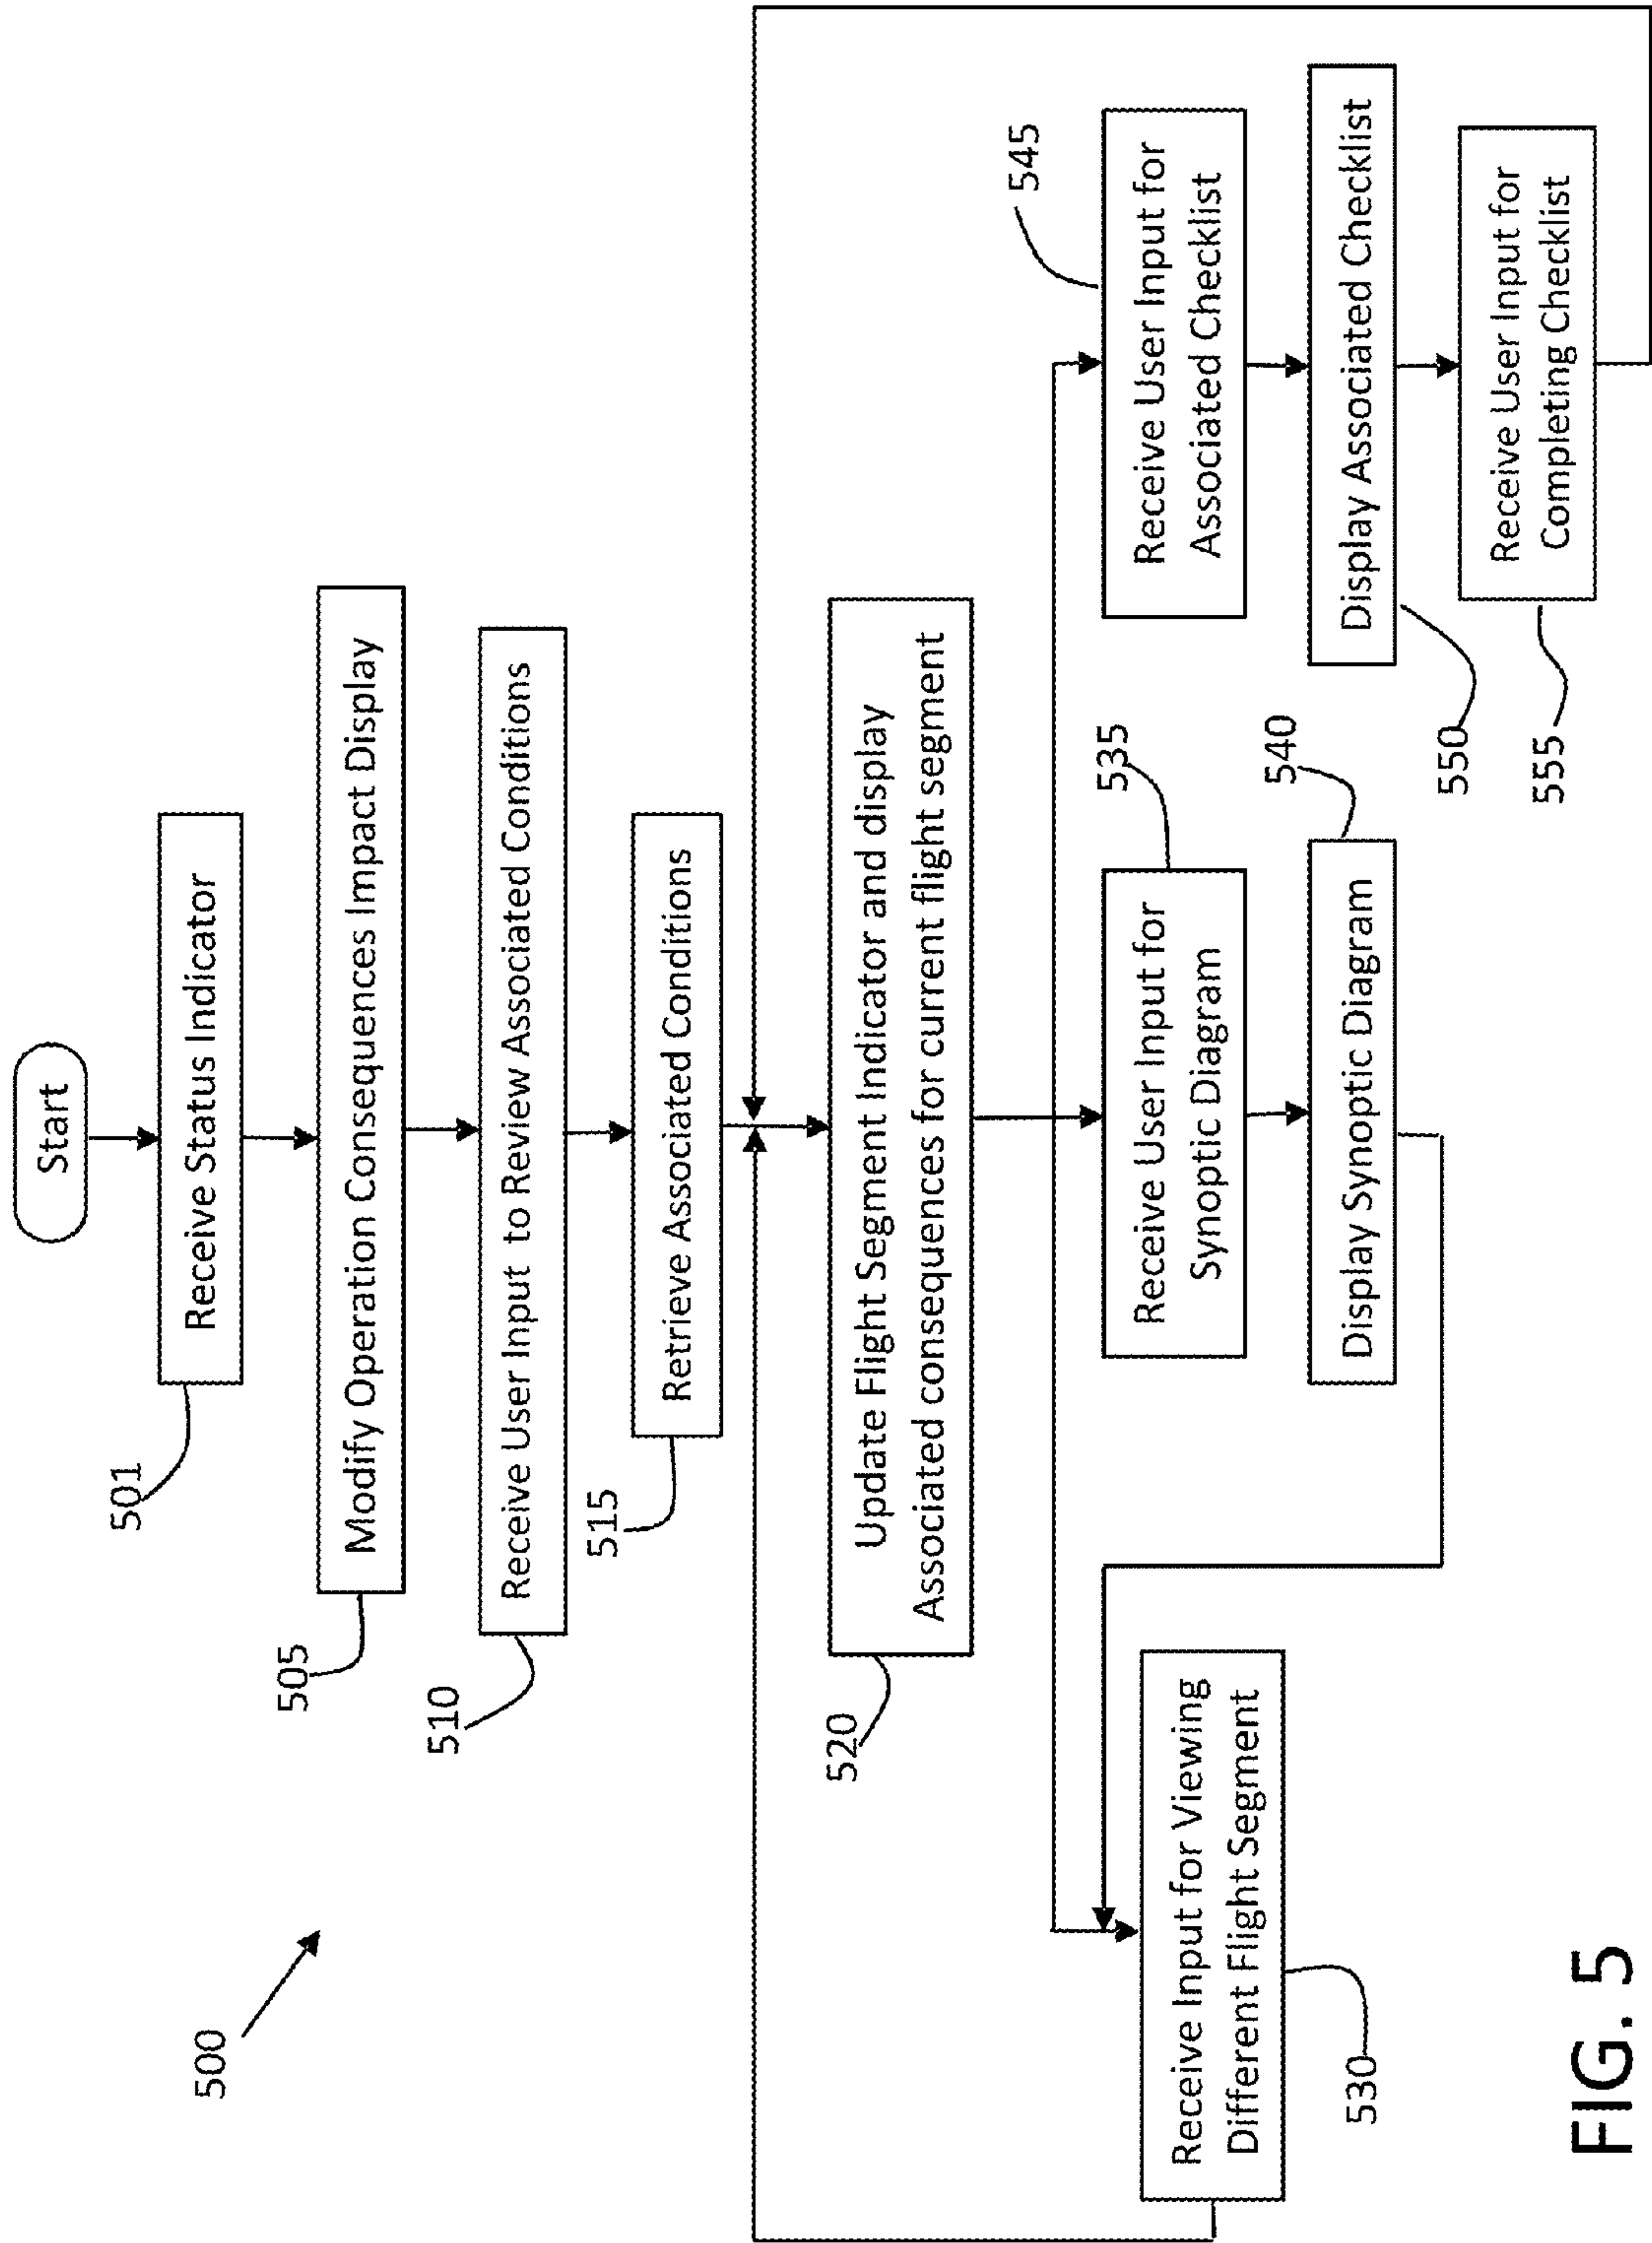 500
Start
501
Receive Status Indicator
505
Modify Operation Consequences Impact Display
510
Receive User Input to Review Associated Conditions
515
Retrieve Associated Conditions
520
Update Flight Segment Indicator and display
Associated consequences for current flight segment
530
Receive Input for Viewing
Different Flight Segment
535
Receive User Input for
Synoptic Diagram
540
Display Synoptic Diagram
545
Receive User Input for
Associated Checklist
550
Display Associated Checklist
555
Receive User Input for
Completing Checklist
FIG. 5